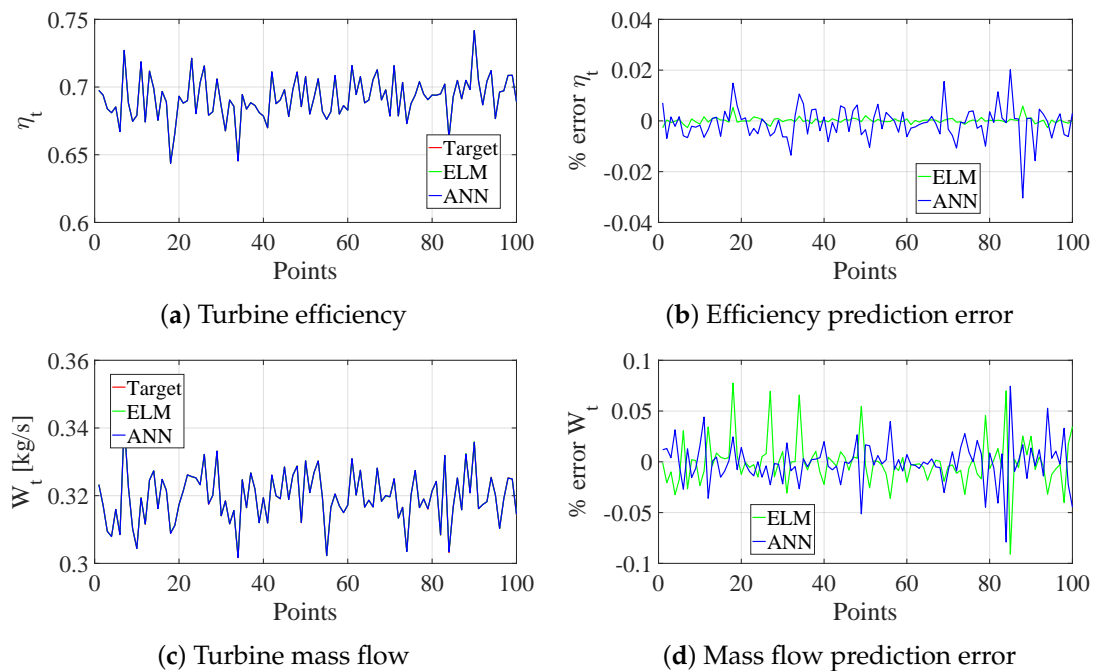 0.75
0.7
0.65
0.6
η_t
0 20 40 60 80 100
Points
Target
ELM
ANN
(a) Turbine efficiency
0.04
0.02
0
-0.02
-0.04
% error η_t
0 20 40 60 80 100
Points
ELM
ANN
(b) Efficiency prediction error
0.36
0.34
0.32
0.3
W_t [kg/s]
0 20 40 60 80 100
Points
Target
ELM
ANN
(c) Turbine mass flow
0.1
0.05
0
-0.05
-0.1
% error W_t
0 20 40 60 80 100
Points
ELM
ANN
(d) Mass flow prediction error